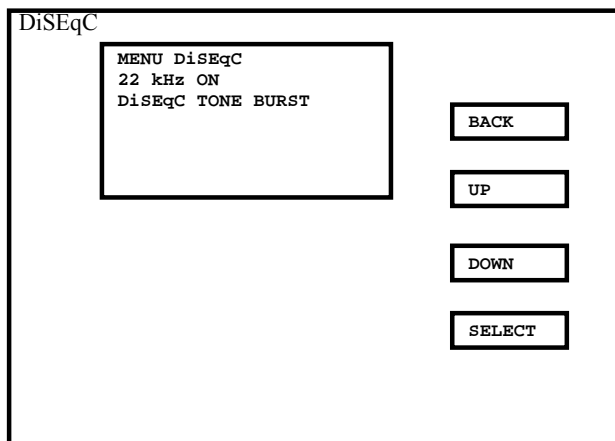 DiSEqC
MENU DiSEqC
22 kHz ON
DiSEqC TONE BURST
BACK
UP
DOWN
SELECT